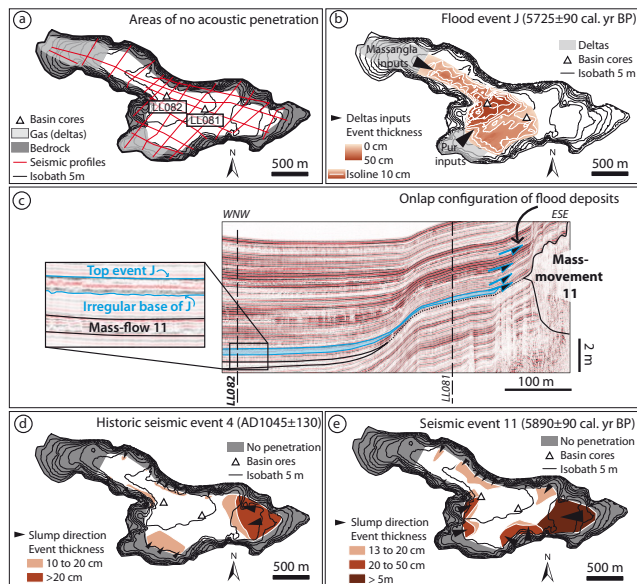 a
Areas of no acoustic penetration
LL082
LL081
Basin cores
Gas (deltas)
Bedrock
Seismic profiles
Isobath 5m
N
500 m
b
Flood event J (5725±90 cal. yr BP)
Massangla
inputs
Deltas
Basin cores
Isobath 5 m
Deltas inputs
Event thickness
0 cm
50 cm
Isoline 10 cm
Pur
inputs
N
500 m
c
Onlap configuration of flood deposits
WNW
ESE
Top event J
Irregular base of J
Mass-flow 11
Mass-
movement
11
2 m
LL082
LL081
100 m
d
Historic seismic event 4 (AD1045±130)
No penetration
Basin ores
Isobath 5 m
Slump direction
Event thickness
10 to 20 cm
>20 cm
N
500 m
e
Seismic event 11 (5890±90 cal. yr BP)
No penetration
Basin cores
Isobath 5 m
Slump direction
Event thickness
13 to 20 cm
20 to 50 cm
> 5m
N
500 m